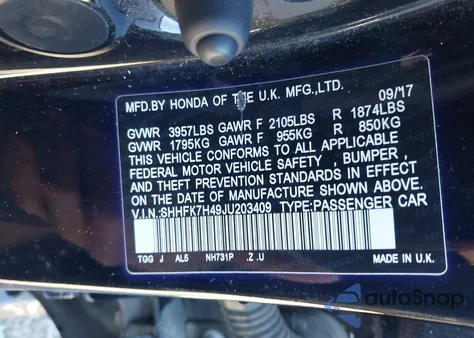 MFD.BY HONDA OF THE U.K. MFG.,LTD. 09/17
GVWR 3957LBS GAWR F 2105LBS R 1874LBS
GVWR 1795KG GAWR F 955KG R 850KG
THIS VEHICLE CONFORMS TO ALL APPLICABLE
FEDERAL MOTOR VEHICLE SAFETY , BUMPER ,
THEFT PREVENTION STANDARDS IN EFFECT
ON THE DATE OF MANUFACTURE SHOWN ABOVE.
V.I.N:SHHFK7H49JU203409 TYPE:PASSENGER CAR
TGG J AL5 NH731P .Z .U MADE IN U.K.
autoSnap